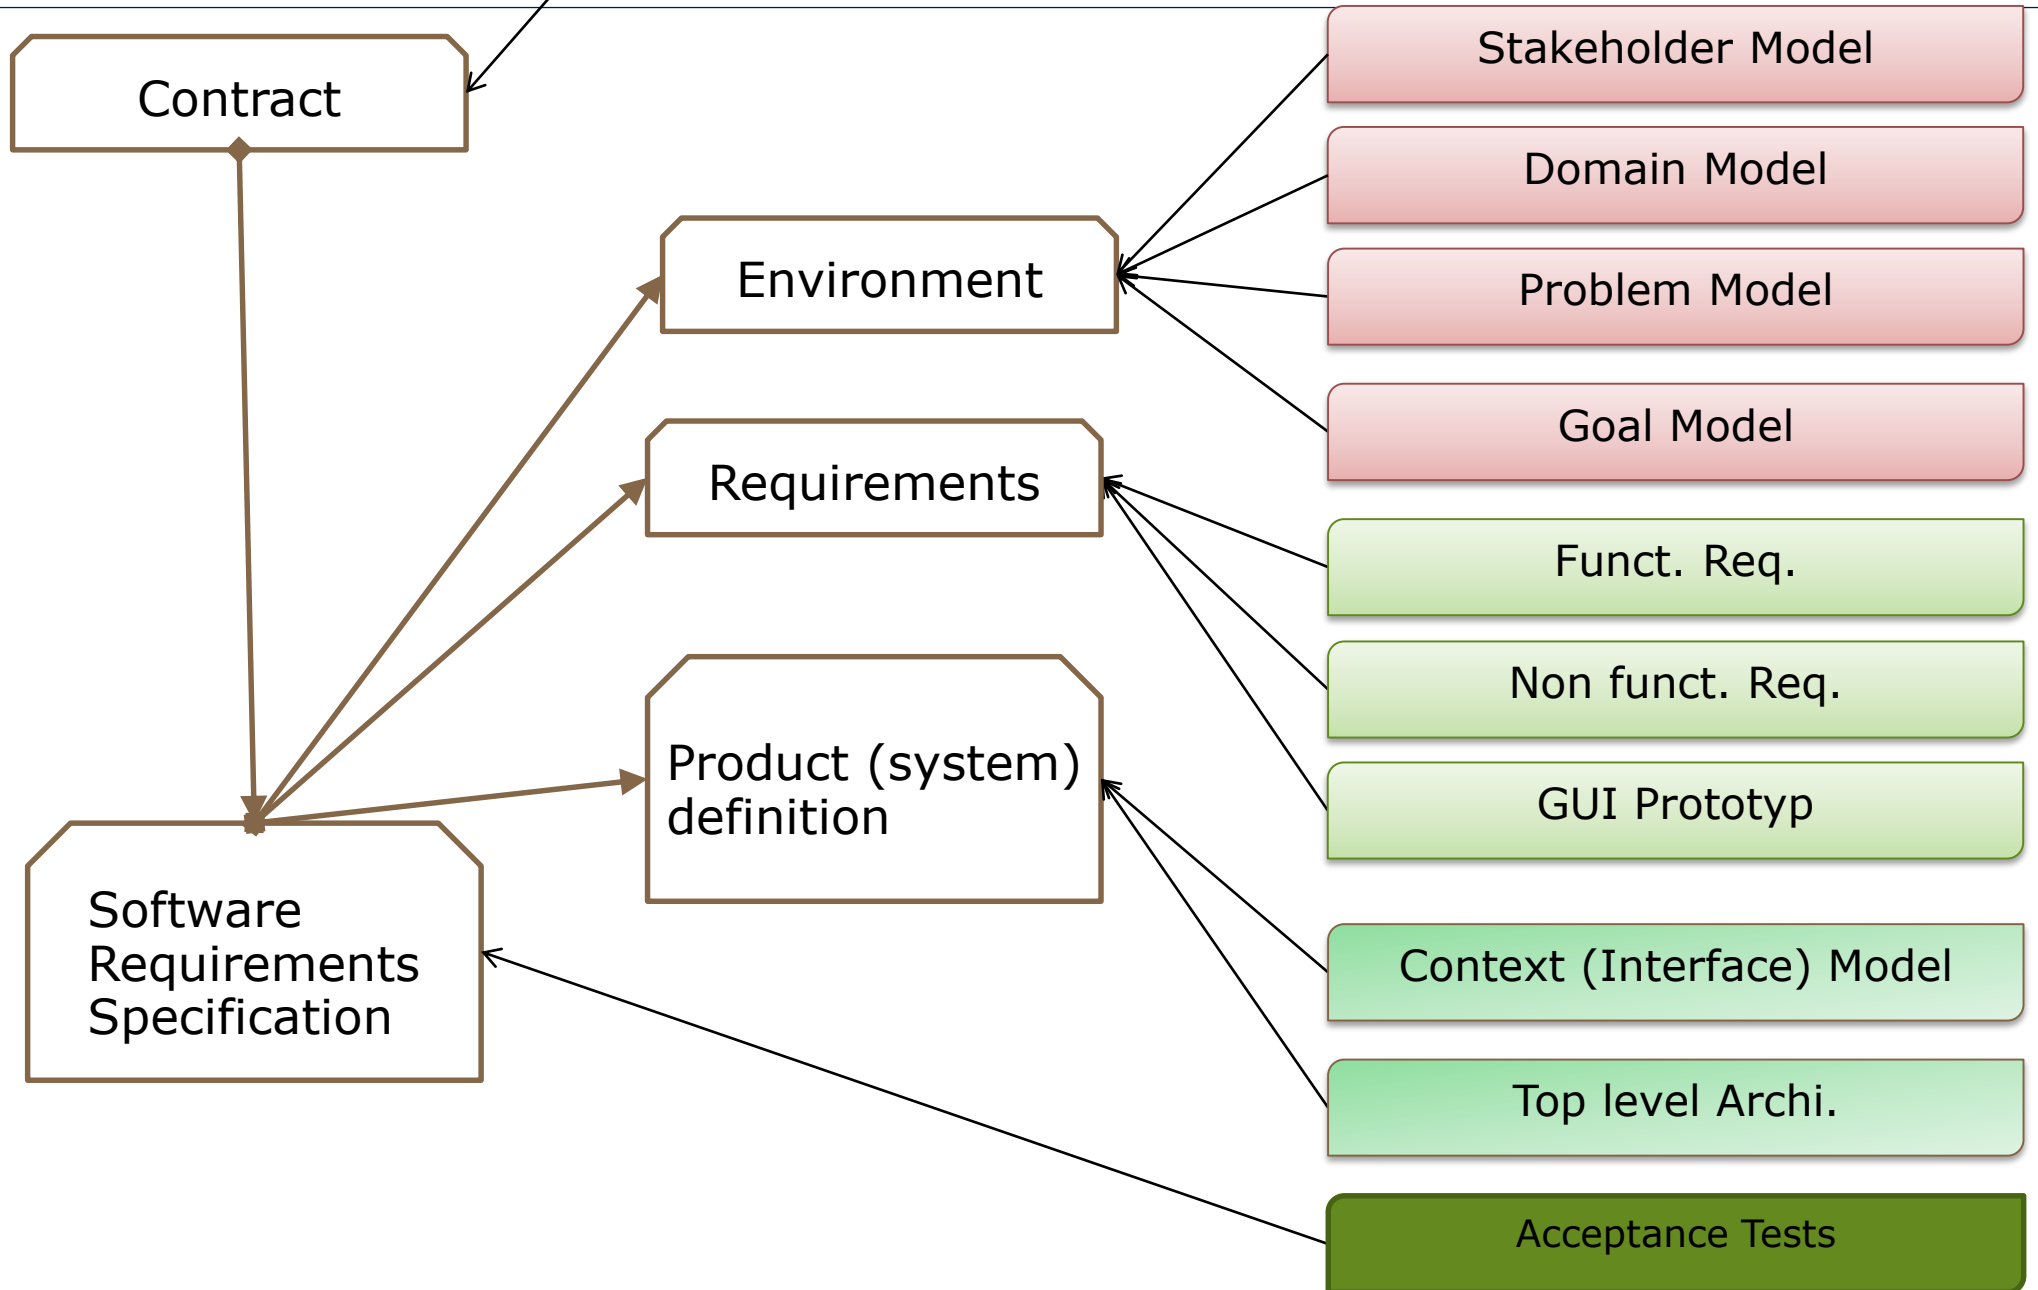 Contract
Environment
Requirements
Product (system)
definition
Software
Requirements
Specification
Stakeholder Model
Domain Model
Problem Model
Goal Model
Funct. Req.
Non funct. Req.
GUI Prototyp
Context (Interface) Model
Top level Archi.
Acceptance Tests